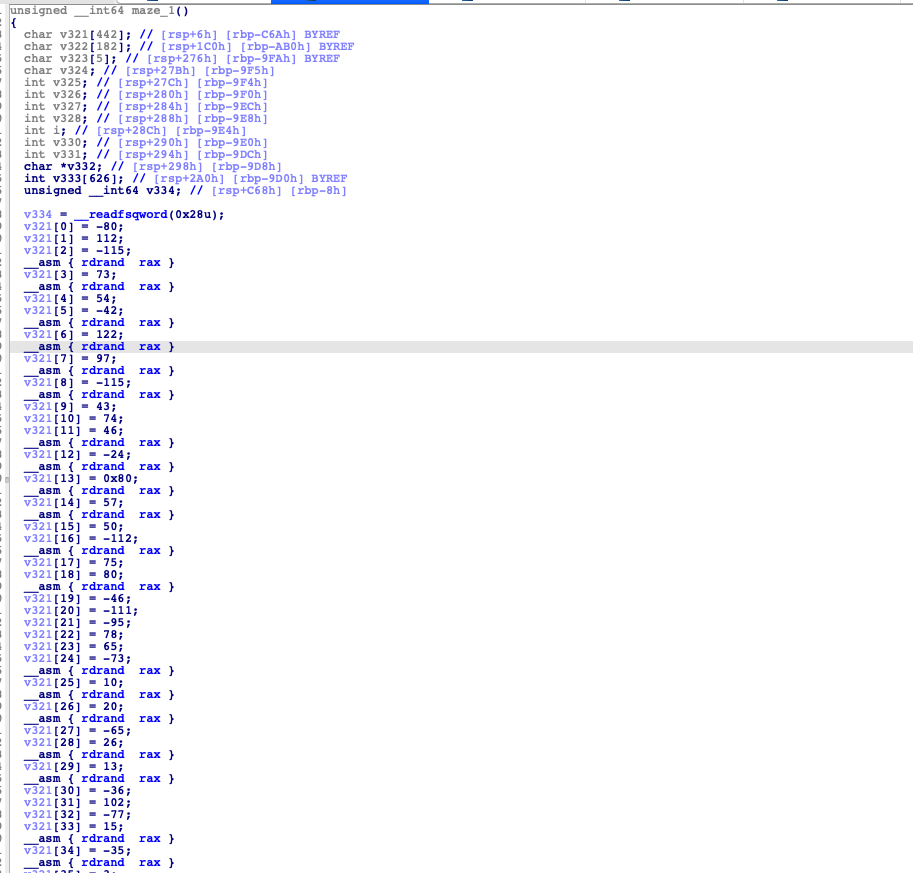 unsigned __int64 maze_1()
{
char v321[442]; // [rsp+6h] [rbp-C6Ah] BYREF
char v322[182]; // [rsp+1C0h] [rbp-AB0h] BYREF
char v323[5]; // [rsp+276h] [rbp-9FAh] BYREF
char v324; // [rsp+27Bh] [rbp-9F5h]
int v325; // [rsp+27Ch] [rbp-9F4h]
int v326; // [rsp+280h] [rbp-9F0h]
int v327; // [rsp+284h] [rbp-9ECh]
int v328; // [rsp+288h] [rbp-9E8h]
int i; // [rsp+28Ch] [rbp-9E4h]
int v330; // [rsp+290h] [rbp-9E0h]
int v331; // [rsp+294h] [rbp-9DCh]
char *v332; // [rsp+298h] [rbp-9D8h]
int v333[626]; // [rsp+2A0h] [rbp-9D0h] BYREF
unsigned __int64 v334; // [rsp+C68h] [rbp-8h]
v334 = __readfsqword(0x28u);
v321[0] = -80;
v321[1] = 112;
v321[2] = -115;
__asm { rdrand  rax }
v321[3] = 73;
__asm { rdrand  rax }
v321[4] = 54;
v321[5] = -42;
__asm { rdrand  rax }
v321[6] = 122;
__asm { rdrand  rax }
v321[7] = 97;
__asm { rdrand  rax }
v321[8] = -115;
__asm { rdrand  rax }
v321[9] = 43;
v321[10] = 74;
v321[11] = 46;
__asm { rdrand  rax }
v321[12] = -24;
__asm { rdrand  rax }
v321[13] = 0x80;
__asm { rdrand  rax }
v321[14] = 57;
__asm { rdrand  rax }
v321[15] = 50;
v321[16] = -112;
__asm { rdrand  rax }
v321[17] = 75;
v321[18] = 80;
__asm { rdrand  rax }
v321[19] = -46;
v321[20] = -111;
v321[21] = -95;
v321[22] = 78;
v321[23] = 65;
v321[24] = -73;
__asm { rdrand  rax }
v321[25] = 10;
__asm { rdrand  rax }
v321[26] = 20;
__asm { rdrand  rax }
v321[27] = -65;
v321[28] = 26;
__asm { rdrand  rax }
v321[29] = 13;
__asm { rdrand  rax }
v321[30] = -36;
v321[31] = 102;
v321[32] = -77;
v321[33] = 15;
__asm { rdrand  rax }
v321[34] = -35;
__asm { rdrand  rax }